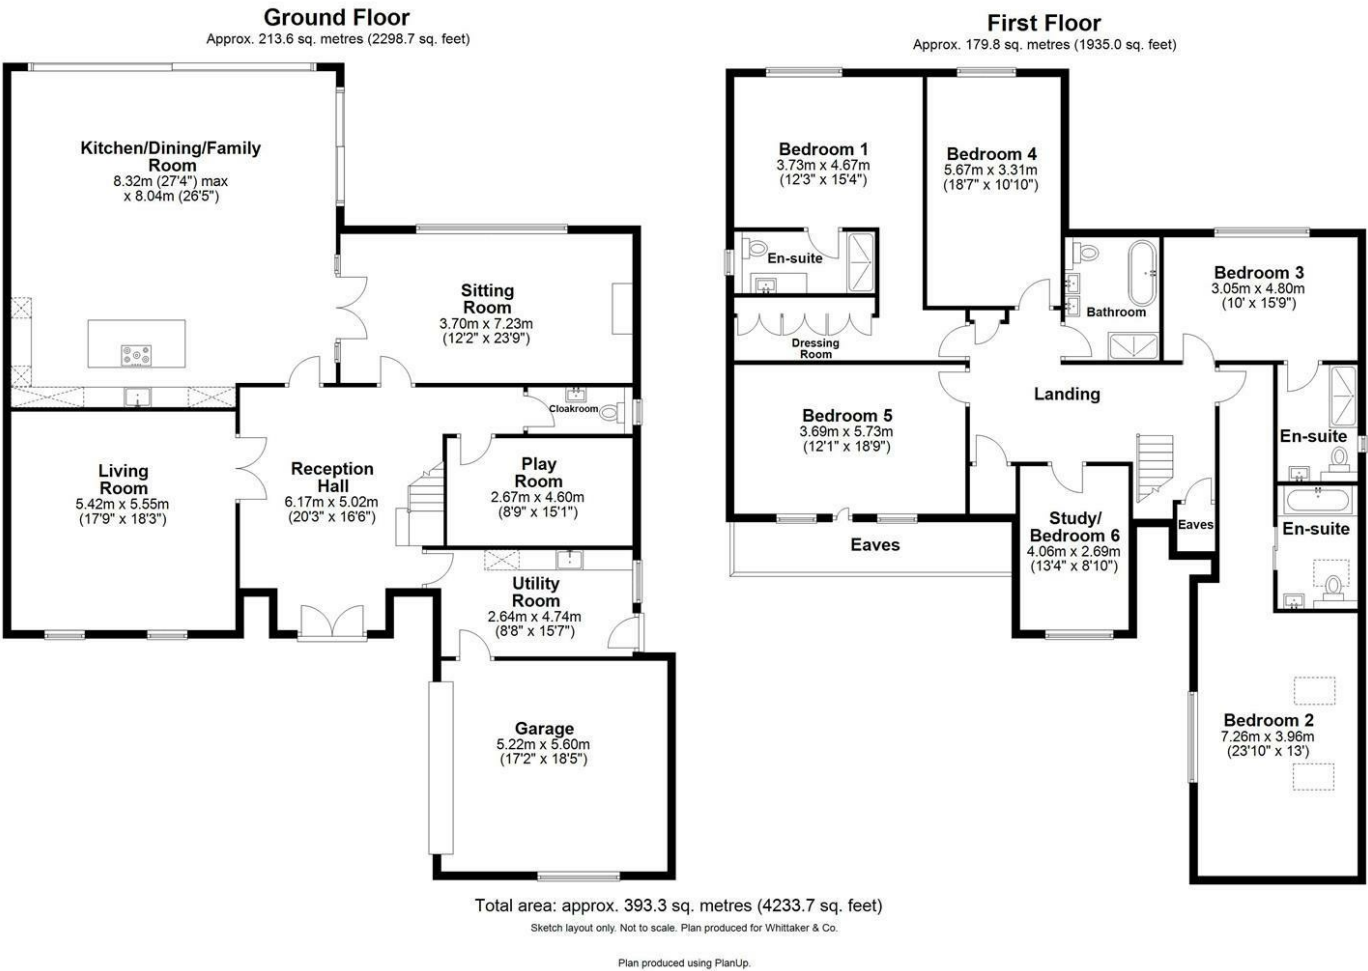 Ground Floor
Approx. 213.6 sq. metres (2298.7 sq. feet)
Kitchen/Dining/Family
Room
8.32m (27'4") max
x 8.04m (26'5")
Sitting
Room
3.70m x 7.23m
(12'2" x 23'9")
Cloakroom
Living
Room
5.42m x 5.55m
(17'9" x 18'3")
Reception
Hall
6.17m x 5.02m
(20'3" x 16'6")
Play
Room
2.67m x 4.60m
(8'9" x 15'1")
Utility
Room
2.64m x 4.74m
(8'8" x 15'7")
Garage
5.22m x 5.60m
(17'2" x 18'5")
First Floor
Approx. 179.8 sq. metres (1935.0 sq. feet)
Bedroom 1
3.73m x 4.67m
(12'3" x 15'4")
Bedroom 4
5.67m x 3.31m
(18'7" x 10'10")
En-suite
Bedroom 3
3.05m x 4.80m
(10' x 15'9")
Bathroom
Dressing
Room
Landing
Bedroom 5
3.69m x 5.73m
(12'1" x 18'9")
En-suite
Study/
Bedroom 6
4.06m x 2.69m
(13'4" x 8'10")
Eaves
En-suite
Eaves
Bedroom 2
7.26m x 3.96m
(23'10" x 13')
Total area: approx. 393.3 sq. metres (4233.7 sq. feet)
Sketch layout only. Not to scale. Plan produced for Whittaker & Co.
Plan produced using PlanUp.